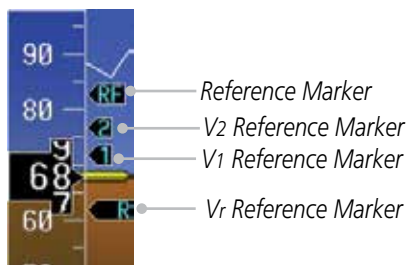 90
RF
Reference Marker
80
2
V2 Reference Marker
9
1
V1 Reference Marker
68
7
R
Vr Reference Marker
60